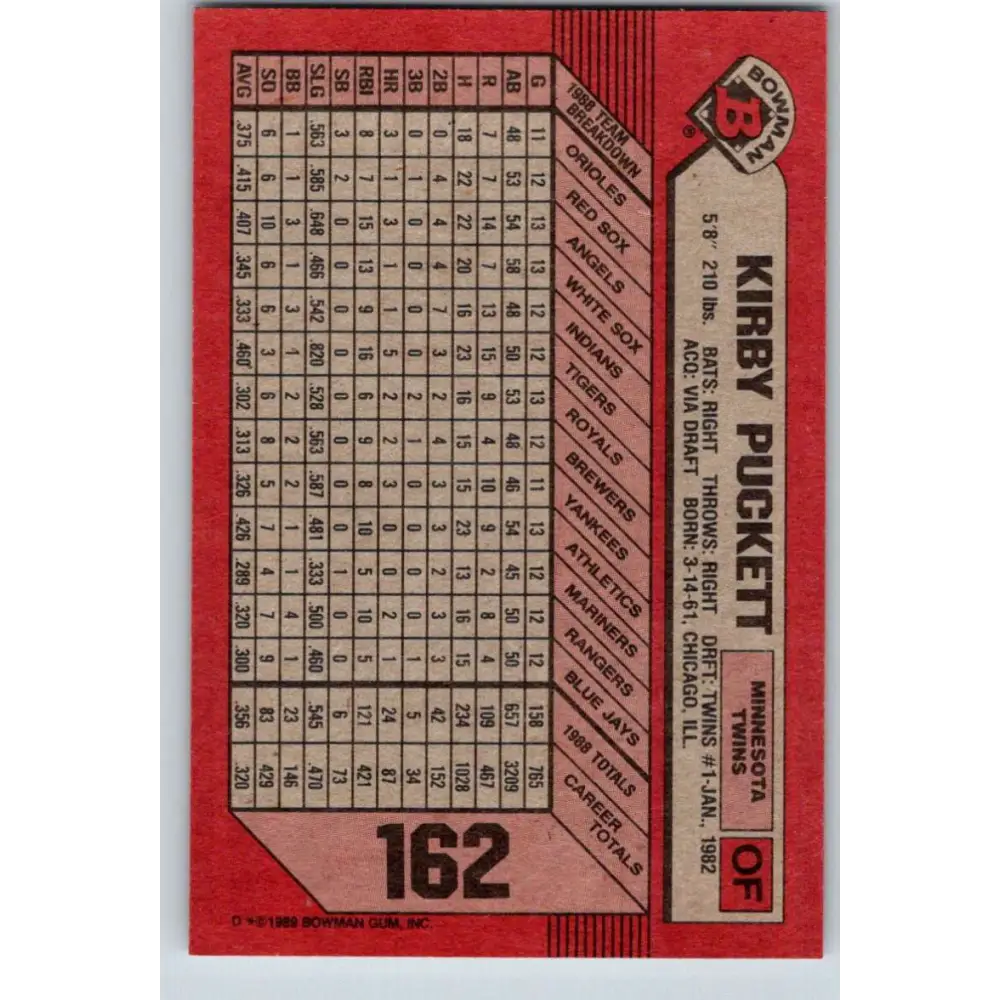 BOWMAN
B
®
KIRBY PUCKETT
MINNESOTA
TWINS
OF
5'8" 210 lbs. BATS: RIGHT THROWS: RIGHT DRFT: TWINS #1-JAN., 1982
ACQ: VIA DRAFT BORN: 3-14-61, CHICAGO, ILL.
1988 TEAM
BREAKDOWN
ORIOLES
RED SOX
ANGELS
WHITE SOX
INDIANS
TIGERS
ROYALS
BREWERS
YANKEES
ATHLETICS
MARINERS
RANGERS
BLUE JAYS
1988 TOTALS
CAREER
TOTALS
G 11 12 13 13 12 12 13 12 11 13 12 12 12 158 765
AB 48 53 54 58 48 50 53 48 46 54 45 50 50 657 3209
R 7 7 14 7 13 15 9 4 10 9 2 8 4 109 467
H 18 22 22 20 16 23 16 15 15 23 13 16 15 234 1028
2B 0 4 4 4 7 3 2 2 3 3 2 3 3 42 152
3B 0 1 0 0 0 0 2 1 0 0 0 0 1 5 34
HR 3 1 3 1 1 5 2 2 3 0 0 2 1 24 87
RBI 8 7 15 13 9 16 6 9 8 10 5 10 5 121 421
SB 3 2 0 0 0 0 0 0 0 0 1 0 0 6 73
SLG .563 .585 .648 .466 .542 .820 .528 .563 .587 .481 .333 .500 .460 .545 .470
BB 1 1 3 1 3 1 2 2 2 1 1 4 1 23 146
SO 6 6 10 6 6 3 6 8 5 7 4 7 9 83 429
AVG .375 .415 .407 .345 .333 .460 .302 .313 .326 .426 .289 .320 .300 .356 .320
162
D *©1989 BOWMAN GUM, INC.